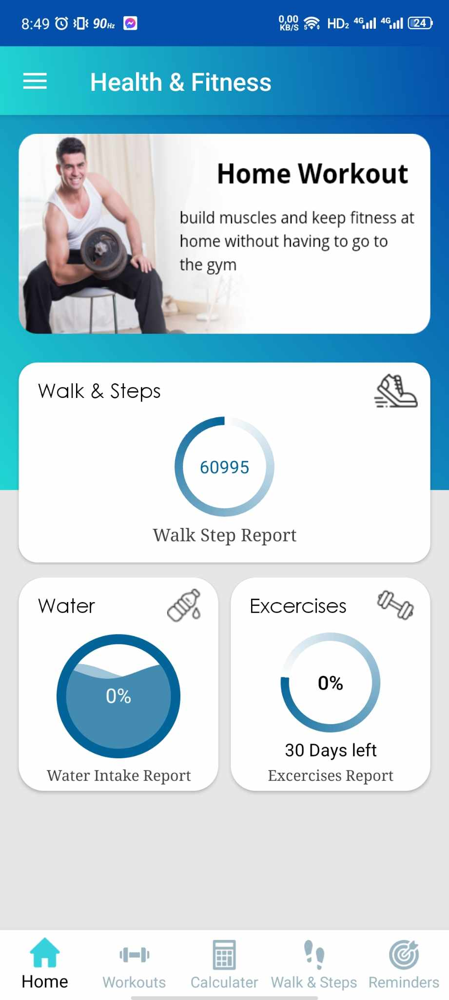 8:49 90Hz 0,00 KB/S 5 HD2 4G 4G 24
Health & Fitness
Home Workout
build muscles and keep fitness at
home without having to go to
the gym
Walk & Steps
60995
Walk Step Report
Water
0%
Water Intake Report
Excercises
0%
30 Days left
Excercises Report
Home Workouts Calculater Walk & Steps Reminders